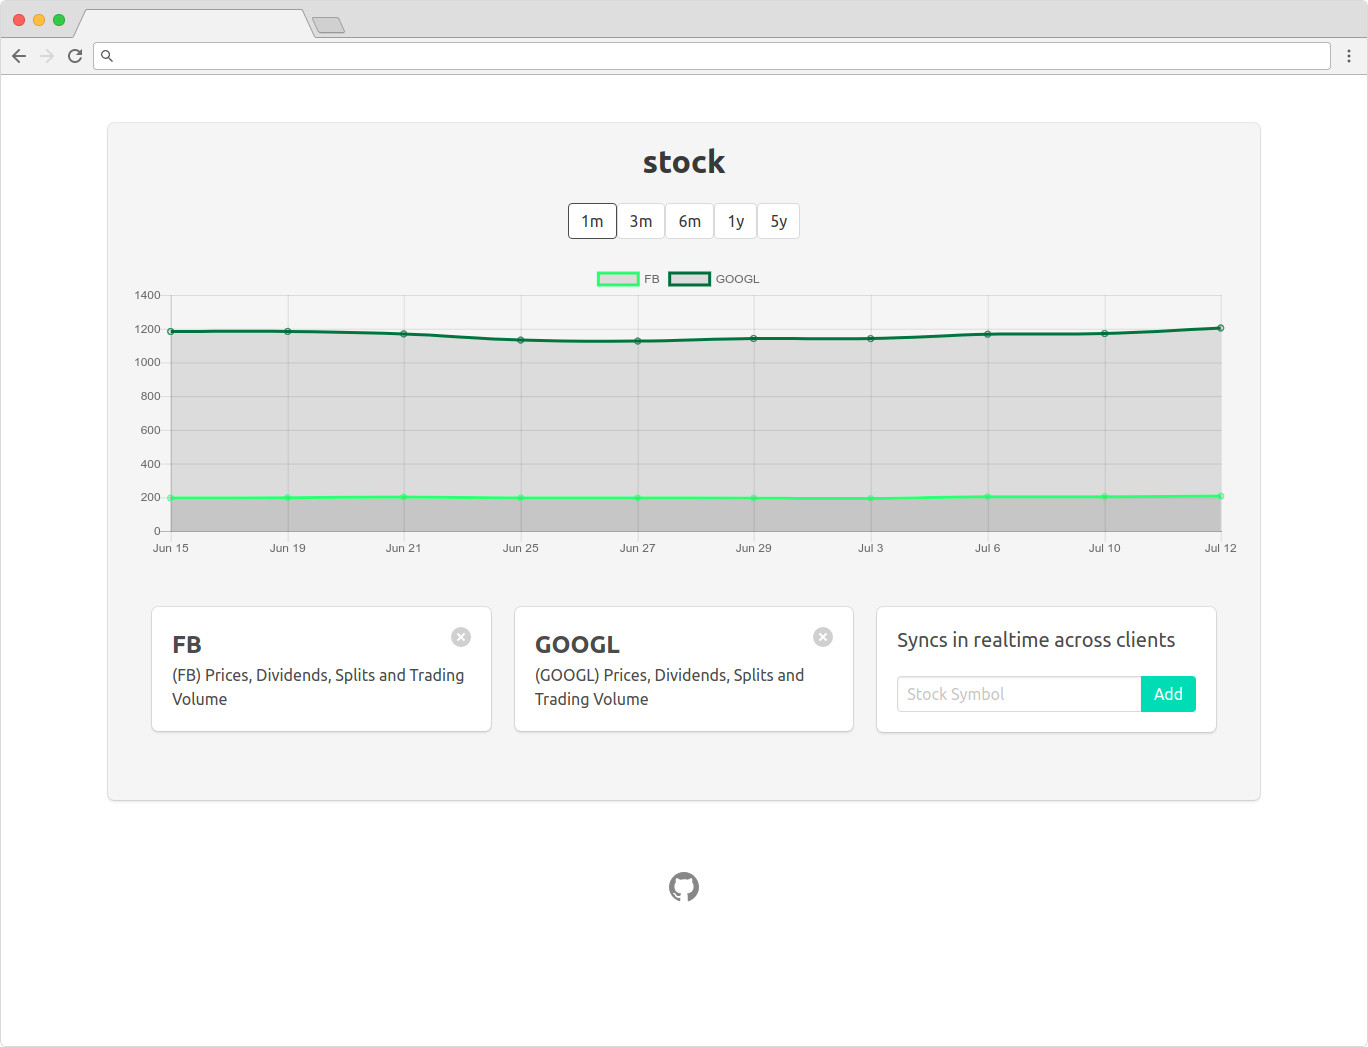 stock
1m 3m 6m 1y 5y
FB GOOGL
1400
1200
1000
800
600
400
200
0
Jun 15 Jun 19 Jun 21 Jun 25 Jun 27 Jun 29 Jul 3 Jul 6 Jul 10 Jul 12
FB
(FB) Prices, Dividends, Splits and Trading
Volume
GOOGL
(GOOGL) Prices, Dividends, Splits and
Trading Volume
Syncs in realtime across clients
Stock Symbol Add